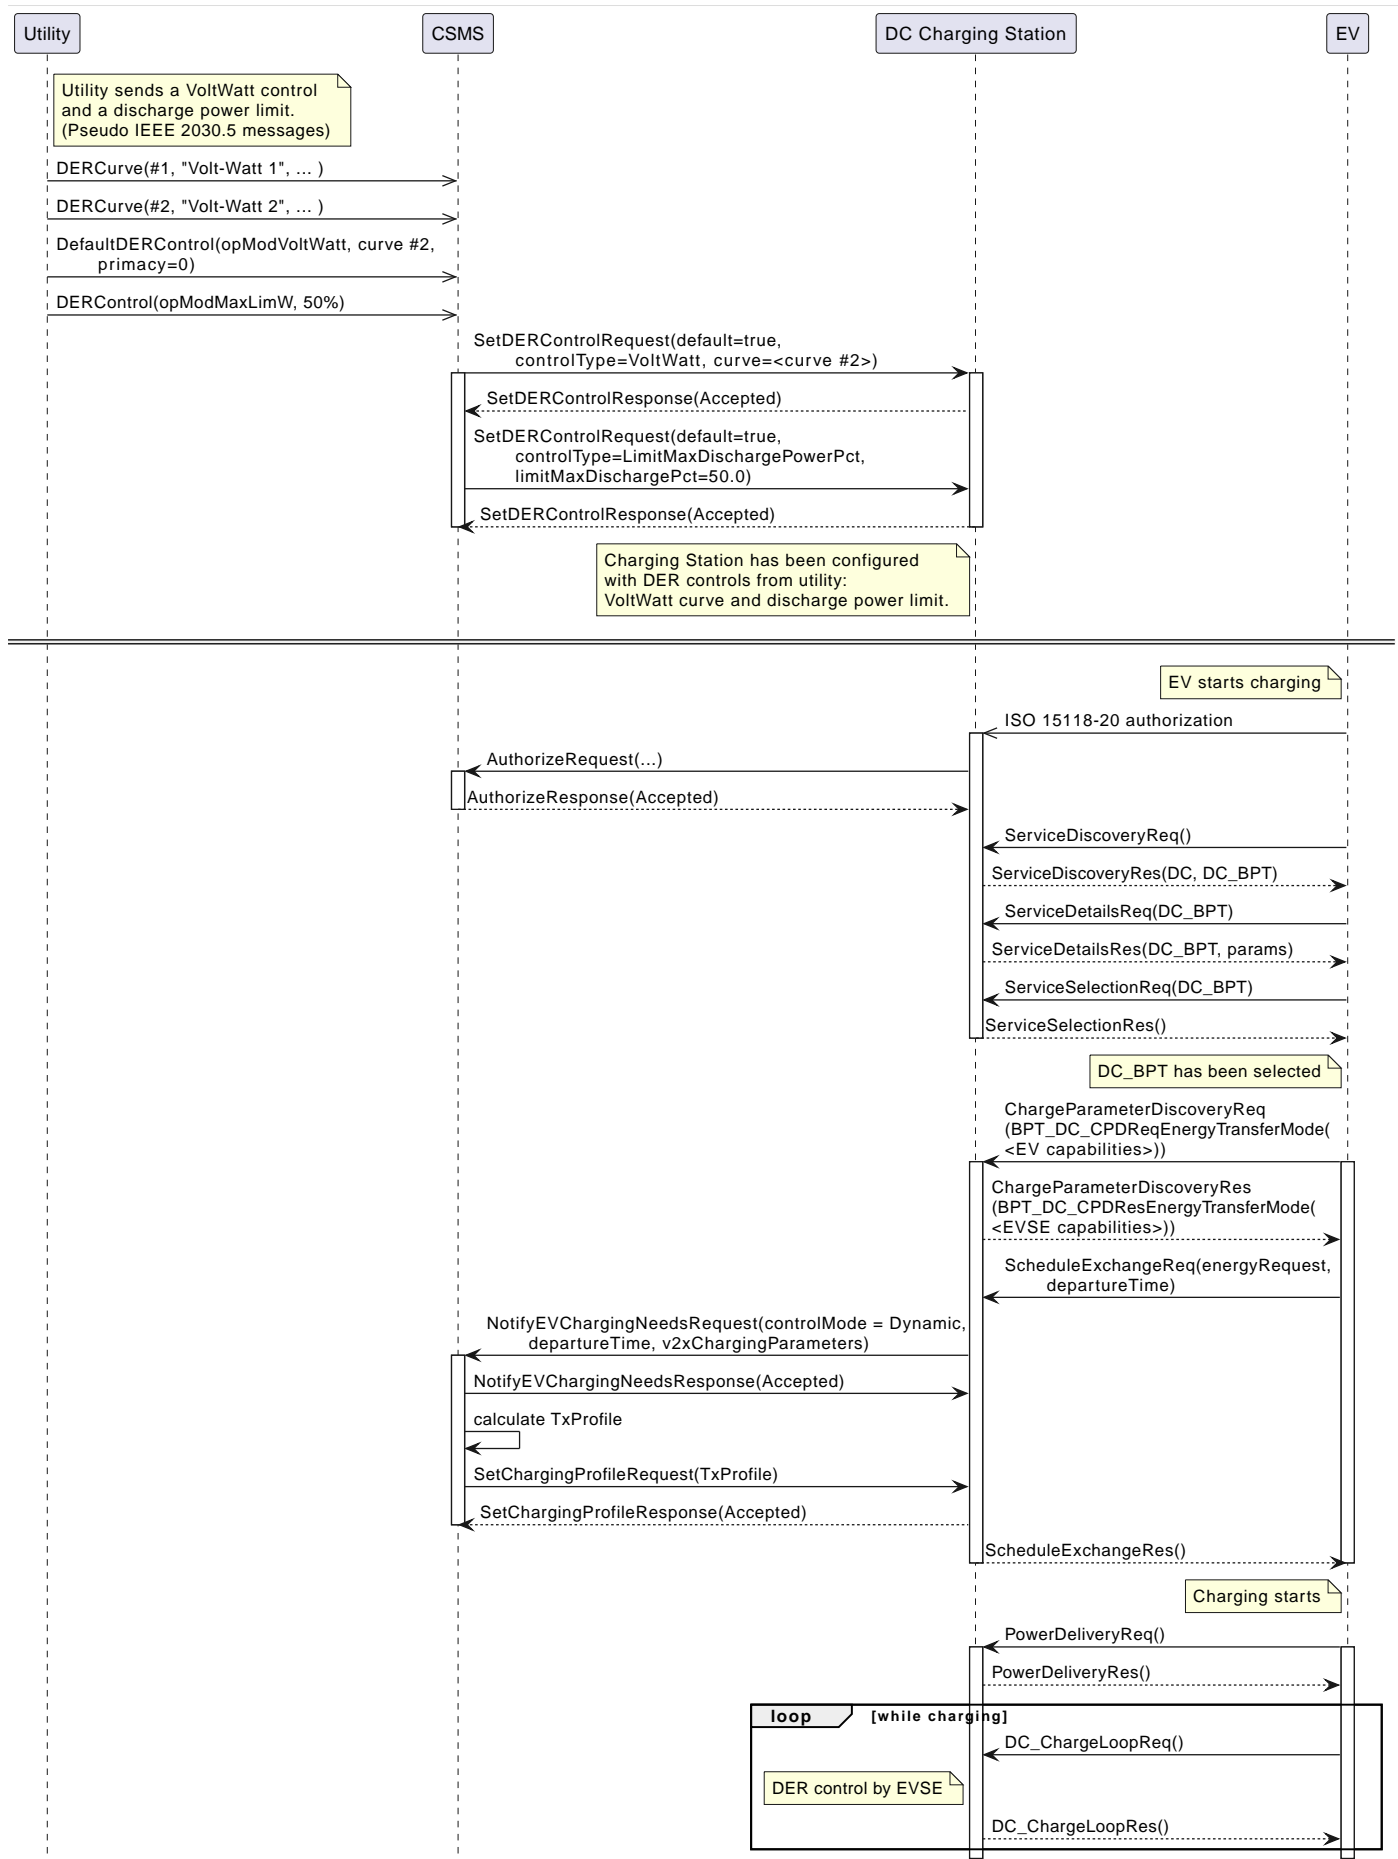 Utility
CSMS
DC Charging Station
EV
Utility sends a VoltWatt control
and a discharge power limit.
(Pseudo IEEE 2030.5 messages)
DERCurve(#1, "Volt-Watt 1", ... )
DERCurve(#2, "Volt-Watt 2", ... )
DefaultDERControl(opModVoltWatt, curve #2,
primacy=0)
DERControl(opModMaxLimW, 50%)
SetDERControlRequest(default=true,
controlType=VoltWatt, curve=<curve #2>)
SetDERControlResponse(Accepted)
SetDERControlRequest(default=true,
controlType=LimitMaxDischargePowerPct,
limitMaxDischargePct=50.0)
SetDERControlResponse(Accepted)
Charging Station has been configured
with DER controls from utility:
VoltWatt curve and discharge power limit.
EV starts charging
ISO 15118-20 authorization
AuthorizeRequest(...)
AuthorizeResponse(Accepted)
ServiceDiscoveryReq()
ServiceDiscoveryRes(DC, DC_BPT)
ServiceDetailsReq(DC_BPT)
ServiceDetailsRes(DC_BPT, params)
ServiceSelectionReq(DC_BPT)
ServiceSelectionRes()
DC_BPT has been selected
ChargeParameterDiscoveryReq
(BPT_DC_CPDReqEnergyTransferMode(
<EV capabilities>))
ChargeParameterDiscoveryRes
(BPT_DC_CPDResEnergyTransferMode(
<EVSE capabilities>))
ScheduleExchangeReq(energyRequest,
departureTime)
NotifyEVChargingNeedsRequest(controlMode = Dynamic,
departureTime, v2xChargingParameters)
NotifyEVChargingNeedsResponse(Accepted)
calculate TxProfile
SetChargingProfileRequest(TxProfile)
SetChargingProfileResponse(Accepted)
ScheduleExchangeRes()
Charging starts
PowerDeliveryReq()
PowerDeliveryRes()
loop
[while charging]
DC_ChargeLoopReq()
DER control by EVSE
DC_ChargeLoopRes()